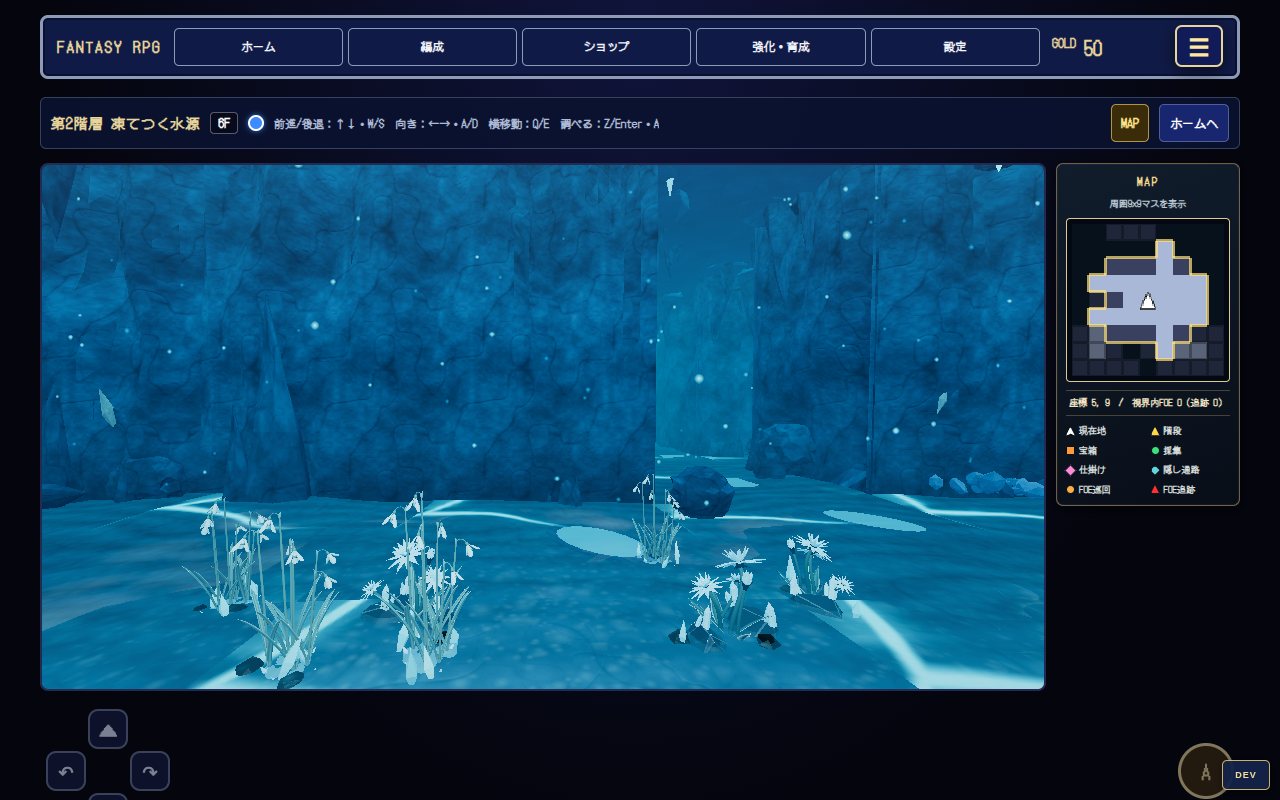 FANTASY RPG ホーム 編成 ショップ 強化・育成 設定 GOLD 50
第2階層 凍てつく水源 6F 前進/後退：↑↓・W/S 向き：←→・A/D 横移動：Q/E 調べる：Z/Enter・A MAP ホームへ
MAP
周囲9x9マスを表示
座標 5, 9 / 視界内FOE 0 (追跡 0)
現在地 階段
宝箱 採集
仕掛け 隠し通路
FOE巡回 FOE追跡
A DEV